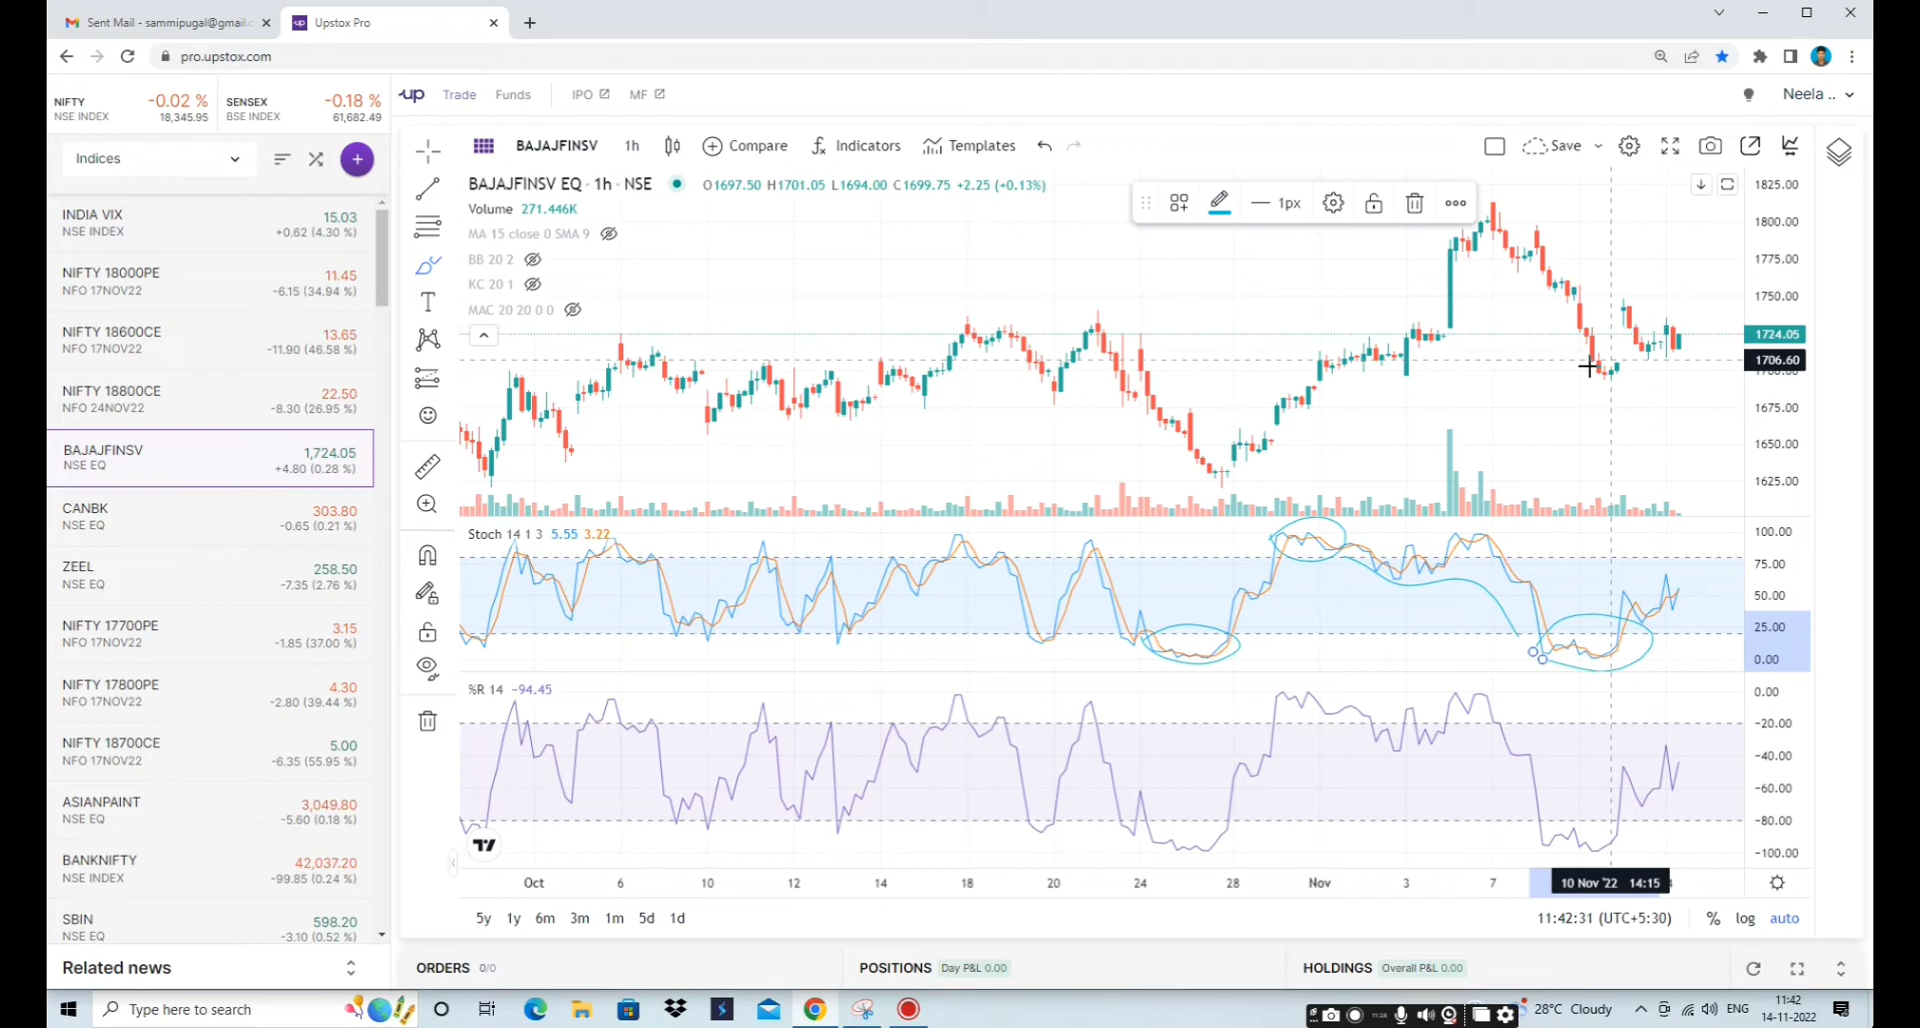 Sent Mail - sammipugal@gmail.c
Upstox Pro
pro.upstox.com
NIFTY
NSE INDEX
-0.02 %
18,345.95
SENSEX
BSE INDEX
-0.18 %
61,682.49
up Trade Funds IPO MF
Neela ..
Indices
INDIA VIX 15.03
NSE INDEX +0.62 (4.30 %)
NIFTY 18000PE 11.45
NFO 17NOV22 -6.15 (34.94 %)
NIFTY 18600CE 13.65
NFO 17NOV22 -11.90 (46.58 %)
NIFTY 18800CE 22.50
NFO 24NOV22 -8.30 (26.95 %)
BAJAJFINSV 1,724.05
NSE EQ +4.80 (0.28 %)
CANBK 303.80
NSE EQ -0.65 (0.21 %)
ZEEL 258.50
NSE EQ -7.35 (2.76 %)
NIFTY 17700PE 3.15
NFO 17NOV22 -1.85 (37.00 %)
NIFTY 17800PE 4.30
NFO 17NOV22 -2.80 (39.44 %)
NIFTY 18700CE 5.00
NFO 17NOV22 -6.35 (55.95 %)
ASIANPAINT 3,049.80
NSE EQ -5.60 (0.18 %)
BANKNIFTY 42,037.20
NSE INDEX -99.85 (0.24 %)
SBIN 598.20
NSE EQ -3.10 (0.52 %)
Related news
BAJAJFINSV 1h Compare Indicators Templates Save
BAJAJFINSV EQ · 1h · NSE O1697.50 H1701.05 L1694.00 C1699.75 +2.25 (+0.13%)
Volume 271.446K
MA 15 close 0 SMA 9
BB 20 2
KC 20 1
MAC 20 20 0 0
1px
1825.00
1800.00
1775.00
1750.00
1724.05
1706.60
1675.00
1650.00
1625.00
Stoch 14 1 3 5.55 3.22
100.00
75.00
50.00
25.00
0.00
%R 14 −94.45
0.00
−20.00
−40.00
−60.00
−80.00
−100.00
Oct 6 10 12 14 18 20 24 28 Nov 3 7 10 Nov '22 14:15
5y 1y 6m 3m 1m 5d 1d
11:42:31 (UTC+5:30) % log auto
ORDERS 0/0
POSITIONS Day P&L 0.00
HOLDINGS Overall P&L 0.00
Type here to search
28°C Cloudy
ENG
11:42
14-11-2022